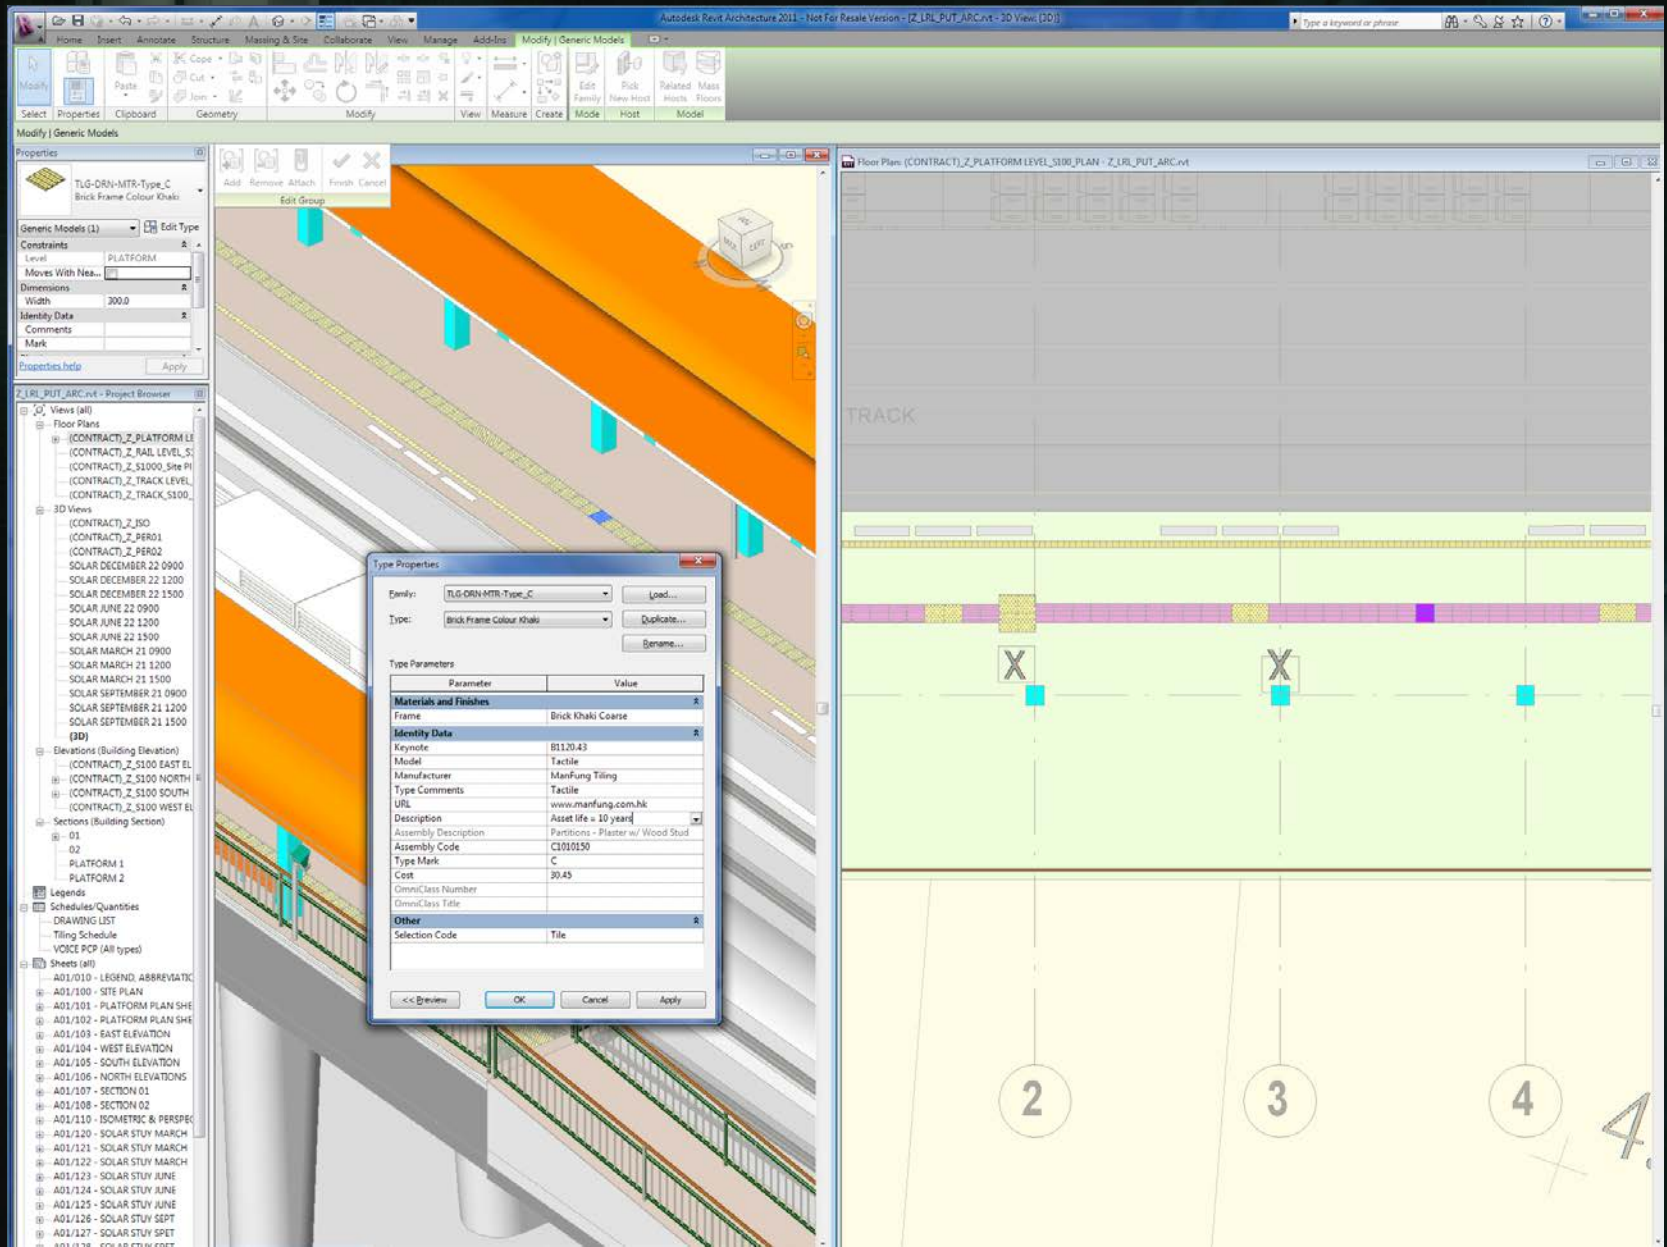 Autodesk Revit Architecture 2011 - Not For Resale Version - [Z_LRL_PUT_ARC.rvt - 3D View: {3D}]
Type a keyword or phrase
Home Insert Annotate Structure Massing & Site Collaborate View Manage Add-Ins Modify | Generic Models
Modify
Paste
Cope
Cut
Join
Edit Family
Pick New Host
Related Hosts
Mass Floors
Select Properties Clipboard Geometry Modify View Measure Create Mode Host Model
Modify | Generic Models
Properties
TLG-DRN-MTR-Type_C
Brick Frame Colour Khaki
Generic Models (1)
Edit Type
Constraints
Level PLATFORM
Moves With Nea...
Dimensions
Width 300.0
Identity Data
Comments
Mark
Properties help
Apply
Add Remove Attach Finish Cancel
Edit Group
Z_LRL_PUT_ARC.rvt - Project Browser
Views (all)
Floor Plans
(CONTRACT)_Z_PLATFORM LE
(CONTRACT)_Z_RAIL LEVEL_S
(CONTRACT)_Z_S1000_Site Pl
(CONTRACT)_Z_TRACK LEVEL_
(CONTRACT)_Z_TRACK_S100_
3D Views
(CONTRACT)_Z_ISO
(CONTRACT)_Z_PER01
(CONTRACT)_Z_PER02
SOLAR DECEMBER 22 0900
SOLAR DECEMBER 22 1200
SOLAR DECEMBER 22 1500
SOLAR JUNE 22 0900
SOLAR JUNE 22 1200
SOLAR JUNE 22 1500
SOLAR MARCH 21 0900
SOLAR MARCH 21 1200
SOLAR MARCH 21 1500
SOLAR SEPTEMBER 21 0900
SOLAR SEPTEMBER 21 1200
SOLAR SEPTEMBER 21 1500
{3D}
Elevations (Building Elevation)
(CONTRACT)_Z_S100 EAST EL
(CONTRACT)_Z_S100 NORTH
(CONTRACT)_Z_S100 SOUTH
(CONTRACT)_Z_S100 WEST EL
Sections (Building Section)
01
02
PLATFORM 1
PLATFORM 2
Legends
Schedules/Quantities
DRAWING LIST
Tiling Schedule
VOICE PCP (All types)
Sheets (all)
A01/010 - LEGEND, ABBREVIATIC
A01/100 - SITE PLAN
A01/101 - PLATFORM PLAN SHE
A01/102 - PLATFORM PLAN SHE
A01/103 - EAST ELEVATION
A01/104 - WEST ELEVATION
A01/105 - SOUTH ELEVATION
A01/106 - NORTH ELEVATIONS
A01/107 - SECTION 01
A01/108 - SECTION 02
A01/110 - ISOMETRIC & PERSPEC
A01/120 - SOLAR STUY MARCH
A01/121 - SOLAR STUY MARCH
A01/122 - SOLAR STUY MARCH
A01/123 - SOLAR STUY JUNE
A01/124 - SOLAR STUY JUNE
A01/125 - SOLAR STUY JUNE
A01/126 - SOLAR STUY SEPT
A01/127 - SOLAR STUY SPET
Type Properties
Family: TLG-DRN-MTR-Type_C Load...
Type: Brick Frame Colour Khaki Duplicate...
Rename...
Type Parameters
Parameter Value
Materials and Finishes
Frame Brick Khaki Coarse
Identity Data
Keynote B1120.43
Model Tactile
Manufacturer ManFung Tiling
Type Comments Tactile
URL www.manfung.com.hk
Description Asset life = 10 years
Assembly Description Partitions - Plaster w/ Wood Stud
Assembly Code C1010150
Type Mark C
Cost 30.45
OmniClass Number
OmniClass Title
Other
Selection Code Tile
<< Preview OK Cancel Apply
Floor Plan: (CONTRACT)_Z_PLATFORM LEVEL_S100_PLAN - Z_LRL_PUT_ARC.rvt
TRACK
X X
2 3 4
4.